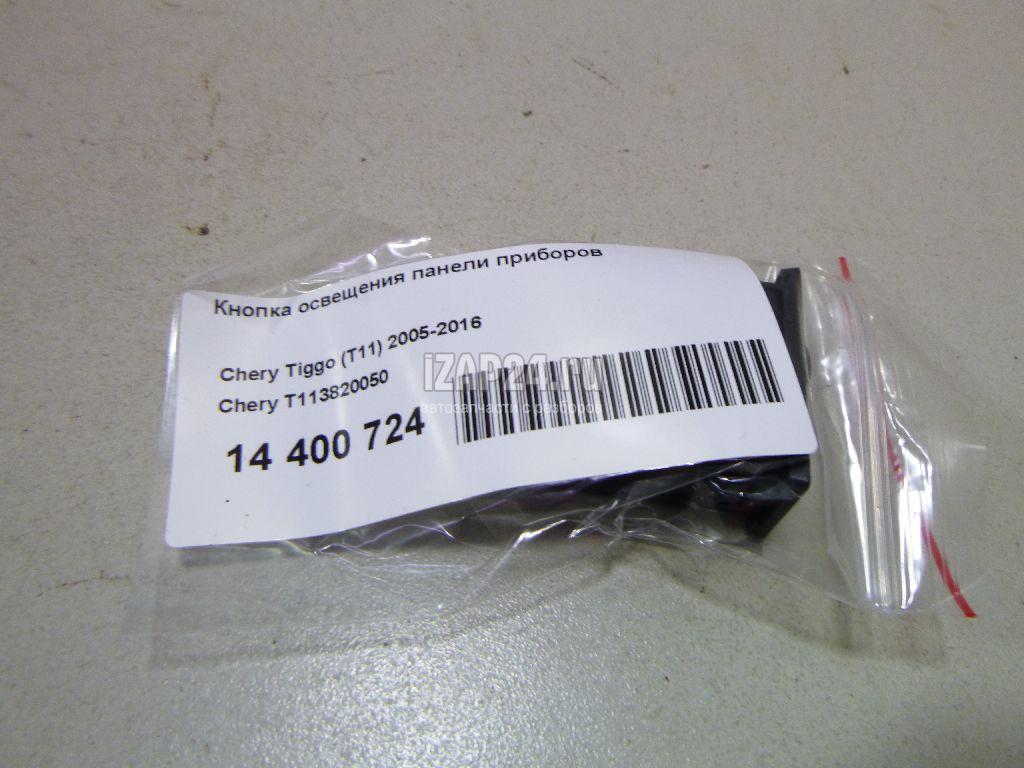 Кнопка освещения панели приборов
Chery Tiggo (T11) 2005-2016
Chery T113820050
14 400 724
iZAP24.ru
автозапчасти с разборов